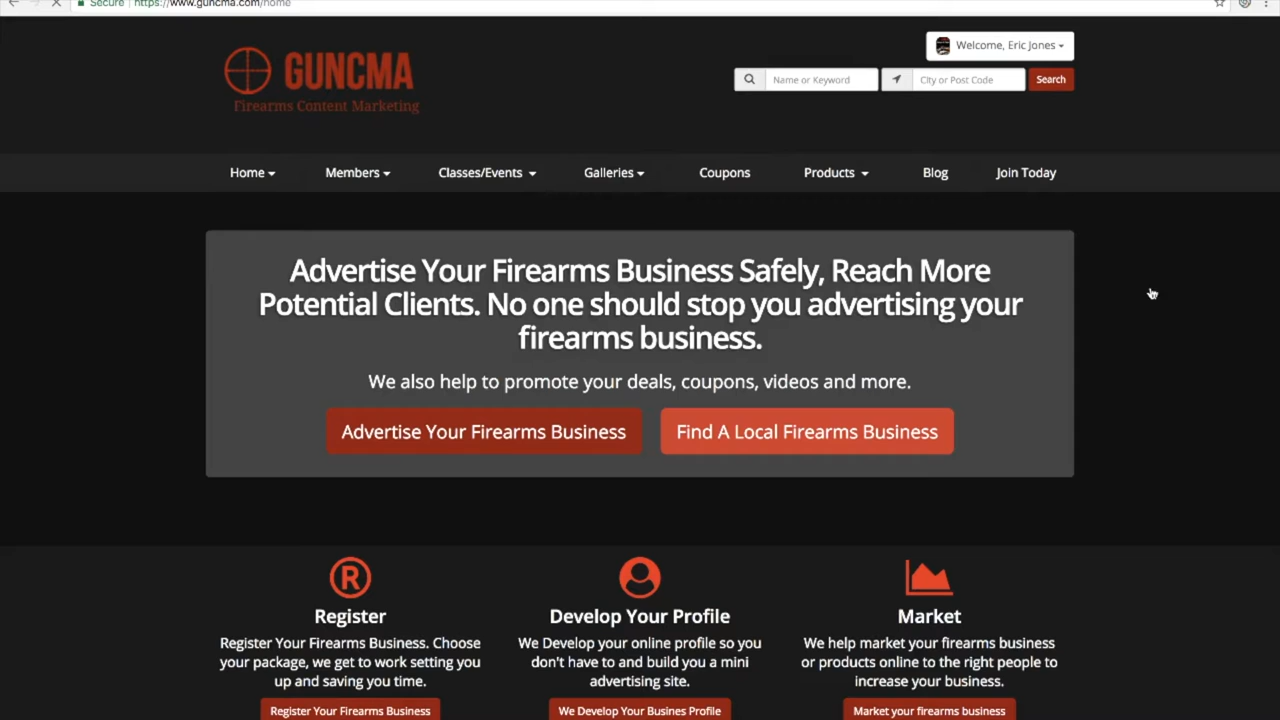 Secure
https://www.guncma.com/home
Welcome, Eric Jones
GUNCMA
Firearms Content Marketing
Name or Keyword
City or Post Code
Search
Home
Members
Classes/Events
Galleries
Coupons
Products
Blog
Join Today
Advertise Your Firearms Business Safely, Reach More
Potential Clients. No one should stop you advertising your
firearms business.
We also help to promote your deals, coupons, videos and more.
Advertise Your Firearms Business
Find A Local Firearms Business
R
Register
Register Your Firearms Business. Choose
your package, we get to work setting you
up and saving you time.
Register Your Firearms Business
Develop Your Profile
We Develop your online profile so you
don't have to and build you a mini
advertising site.
We Develop Your Busines Profile
Market
We help market your firearms business
or products online to the right people to
increase your business.
Market your firearms business